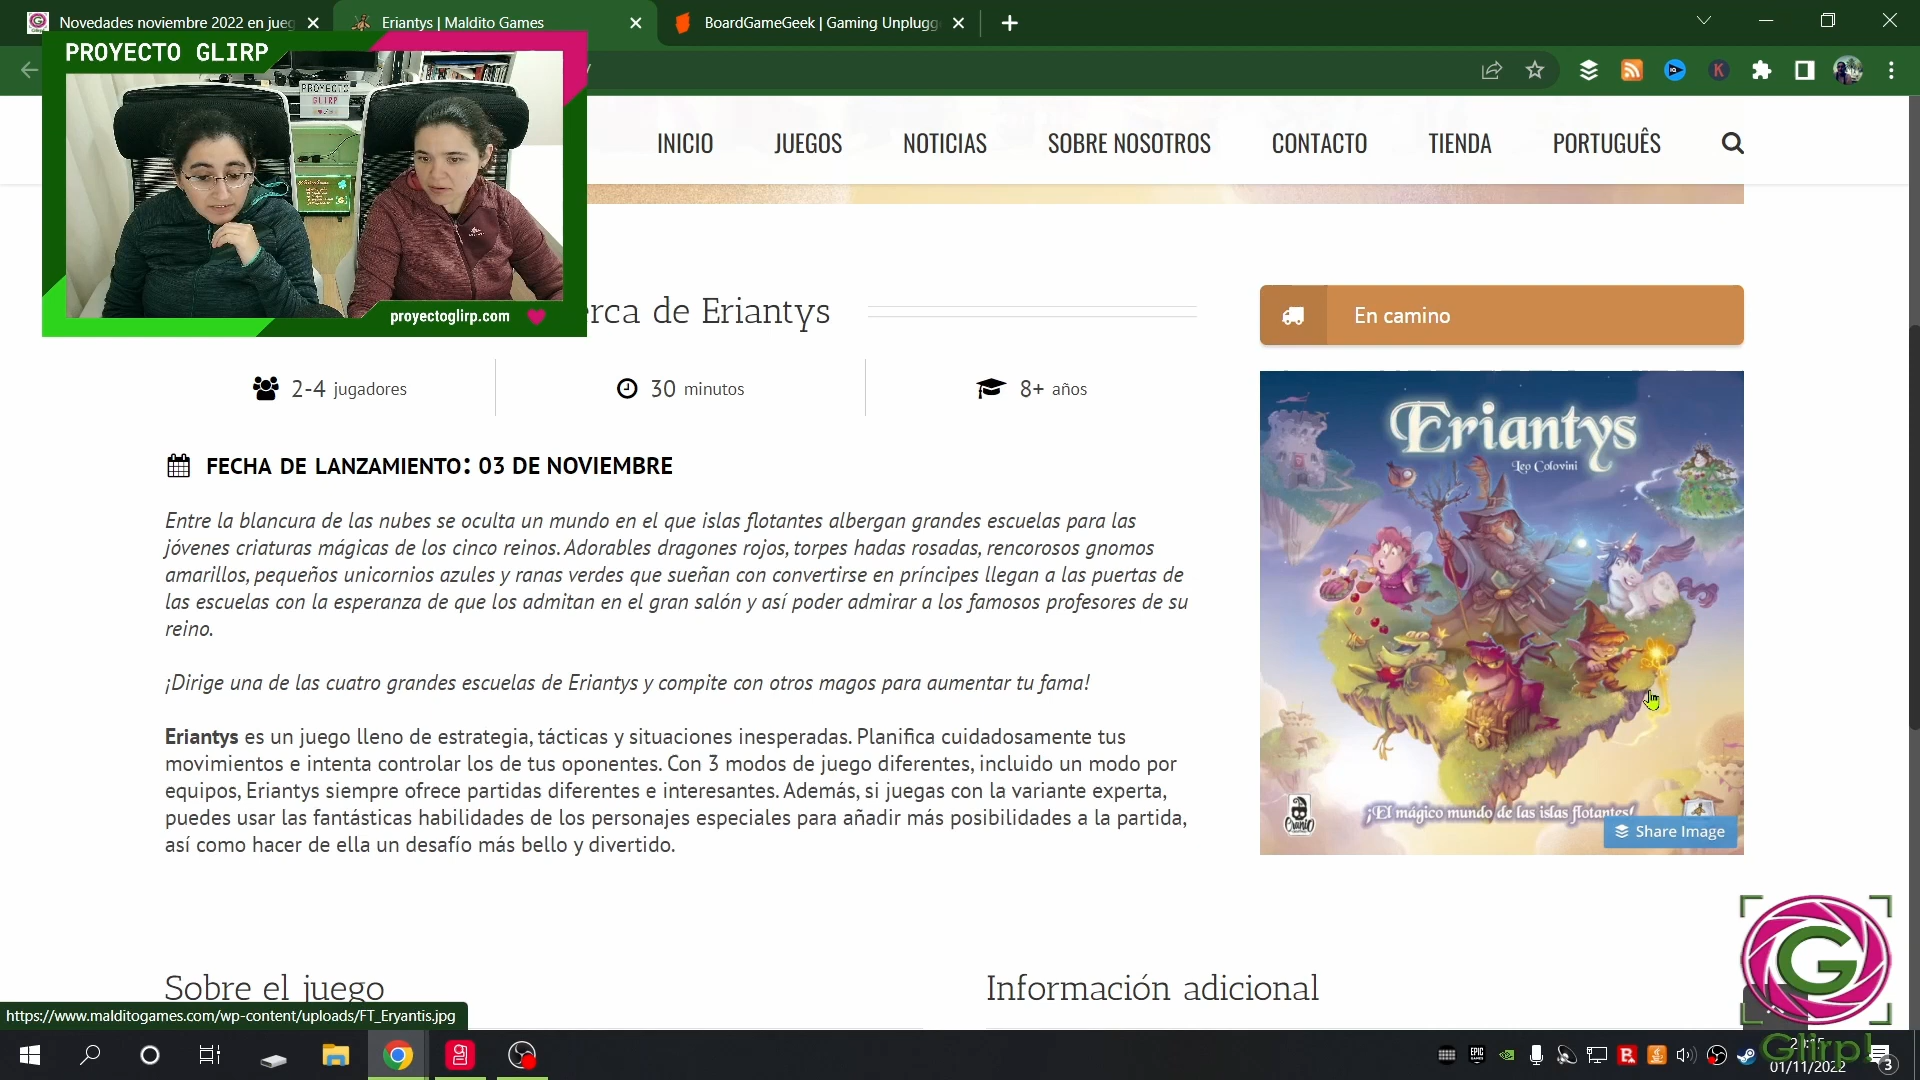 Novedades noviembre 2022 en jueg
Eriantys | Maldito Games
BoardGameGeek | Gaming Unplugg
PROYECTO GLIRP
PROYECTO
GLIRP
proyectoglirp.com
INICIO
JUEGOS
NOTICIAS
SOBRE NOSOTROS
CONTACTO
TIENDA
PORTUGUÊS
erca de Eriantys
2-4 jugadores
30 minutos
8+ años
FECHA DE LANZAMIENTO: 03 DE NOVIEMBRE
Entre la blancura de las nubes se oculta un mundo en el que islas flotantes albergan grandes escuelas para las
jóvenes criaturas mágicas de los cinco reinos. Adorables dragones rojos, torpes hadas rosadas, rencorosos gnomos
amarillos, pequeños unicornios azules y ranas verdes que sueñan con convertirse en príncipes llegan a las puertas de
las escuelas con la esperanza de que los admitan en el gran salón y así poder admirar a los famosos profesores de su
reino.
¡Dirige una de las cuatro grandes escuelas de Eriantys y compite con otros magos para aumentar tu fama!
Eriantys es un juego lleno de estrategia, tácticas y situaciones inesperadas. Planifica cuidadosamente tus
movimientos e intenta controlar los de tus oponentes. Con 3 modos de juego diferentes, incluido un modo por
equipos, Eriantys siempre ofrece partidas diferentes e interesantes. Además, si juegas con la variante experta,
puedes usar las fantásticas habilidades de los personajes especiales para añadir más posibilidades a la partida,
así como hacer de ella un desafío más bello y divertido.
En camino
Eriantys
Leo Colovini
¡El mágico mundo de las islas flotantes!
Cranio
Share Image
Sobre el juego
Información adicional
https://www.malditogames.com/wp-content/uploads/FT_Eryantis.jpg
G
Glirp!
EPIC
01/11/2022
3